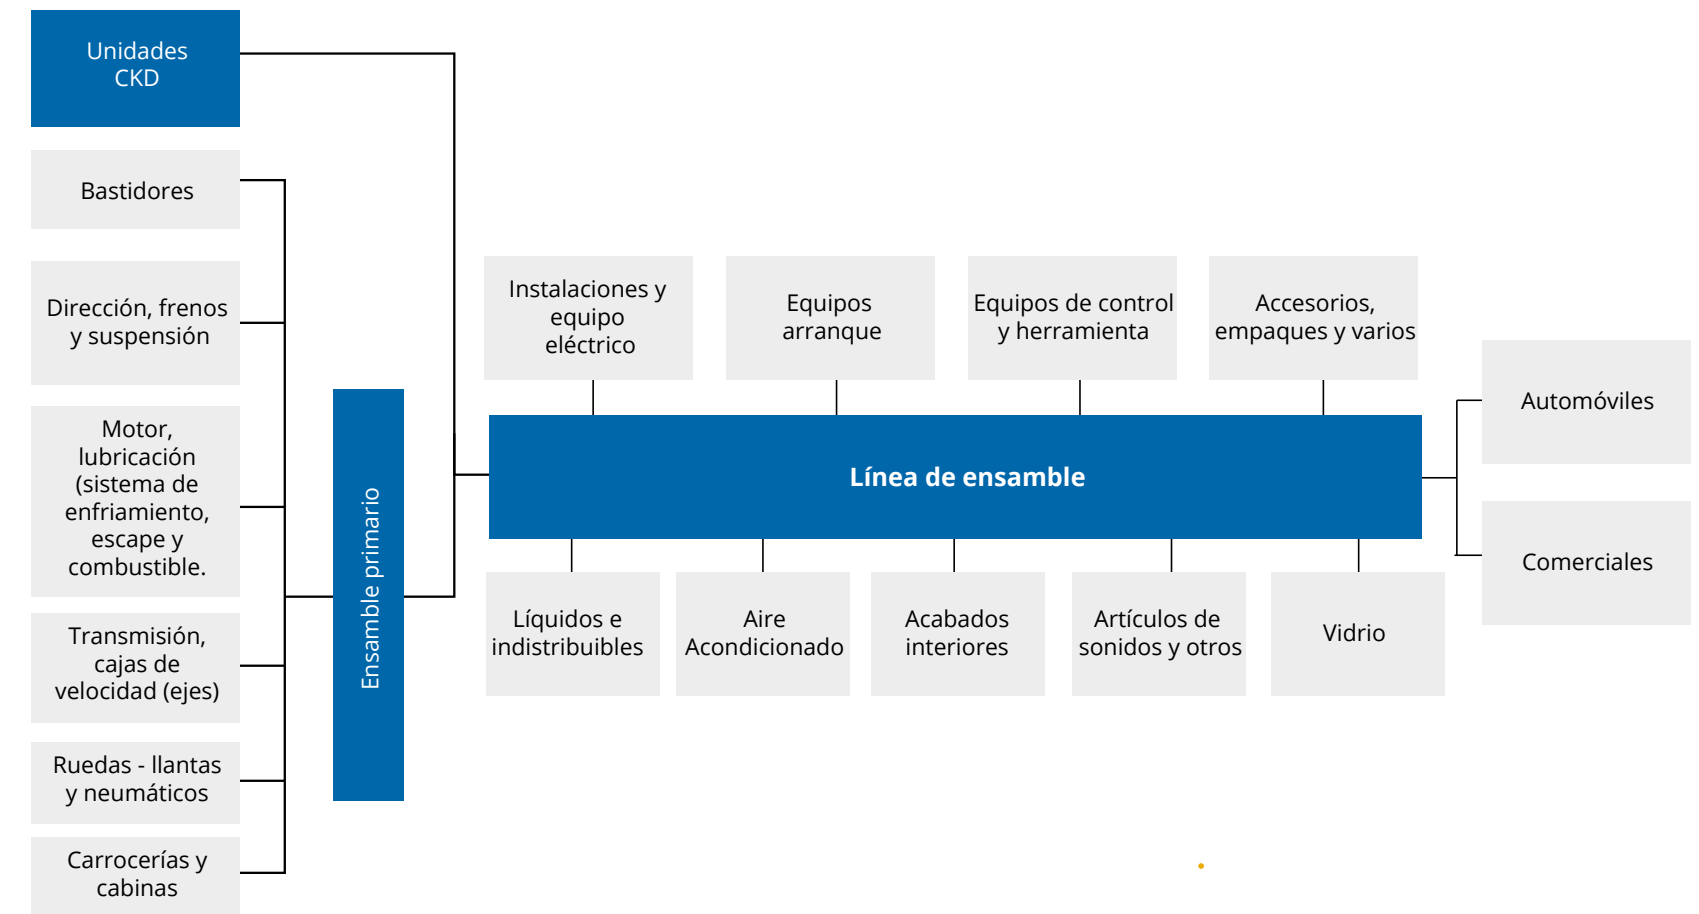 Unidades
CKD
Bastidores
Dirección, frenos
y suspensión
Motor,
lubricación
(sistema de
enfriamiento,
escape y
combustible.
Transmisión,
cajas de
velocidad (ejes)
Ruedas - llantas
y neumáticos
Carrocerías y
cabinas
Ensamble primario
Instalaciones y
equipo
eléctrico
Equipos
arranque
Equipos de control
y herramienta
Accesorios,
empaques y varios
Línea de ensamble
Líquidos e
indistribuibles
Aire
Acondicionado
Acabados
interiores
Artículos de
sonidos y otros
Vidrio
Automóviles
Comerciales